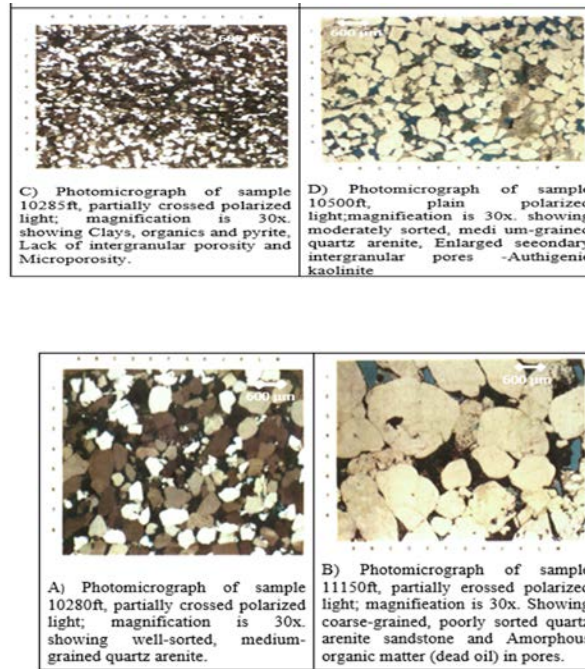 600 µm
600 µm
C) Photomicrograph of sample
10285ft, partially crossed polarized
light; magnification is 30x.
showing Clays, organics and pyrite,
Lack of intergranular porosity and
Microporosity.
D) Photomicrograph of sample
10500ft, plain polarized
light;magnifieation is 30x. showing
moderately sorted, medi um-grained
quartz arenite, Enlarged seeondary
intergranular pores -Authigenic
kaolinite
600 µm
600 µm
A) Photomicrograph of sample
10280ft, partially crossed polarized
light; magnification is 30x.
showing well-sorted, medium-
grained quartz arenite.
B) Photomicrograph of sample
11150ft, partially erossed polarized
light; magnifieation is 30x. Showing
coarse-grained, poorly sorted quartz
arenite sandstone and Amorphous
organic matter (dead oil) in pores.